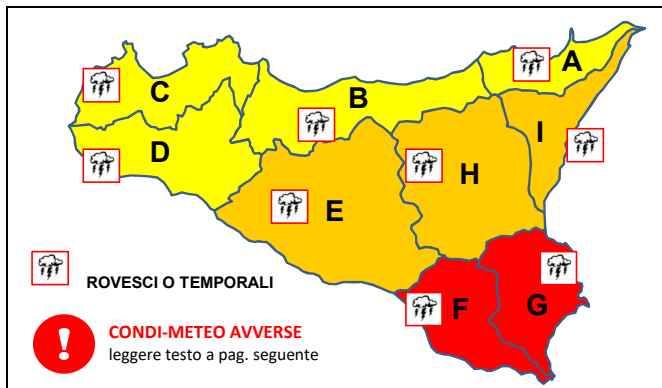 A
C
B
I
D
H
E
ROVESCI O TEMPORALI
F
G
!
CONDI-METEO AVVERSE
leggere testo a pag. seguente